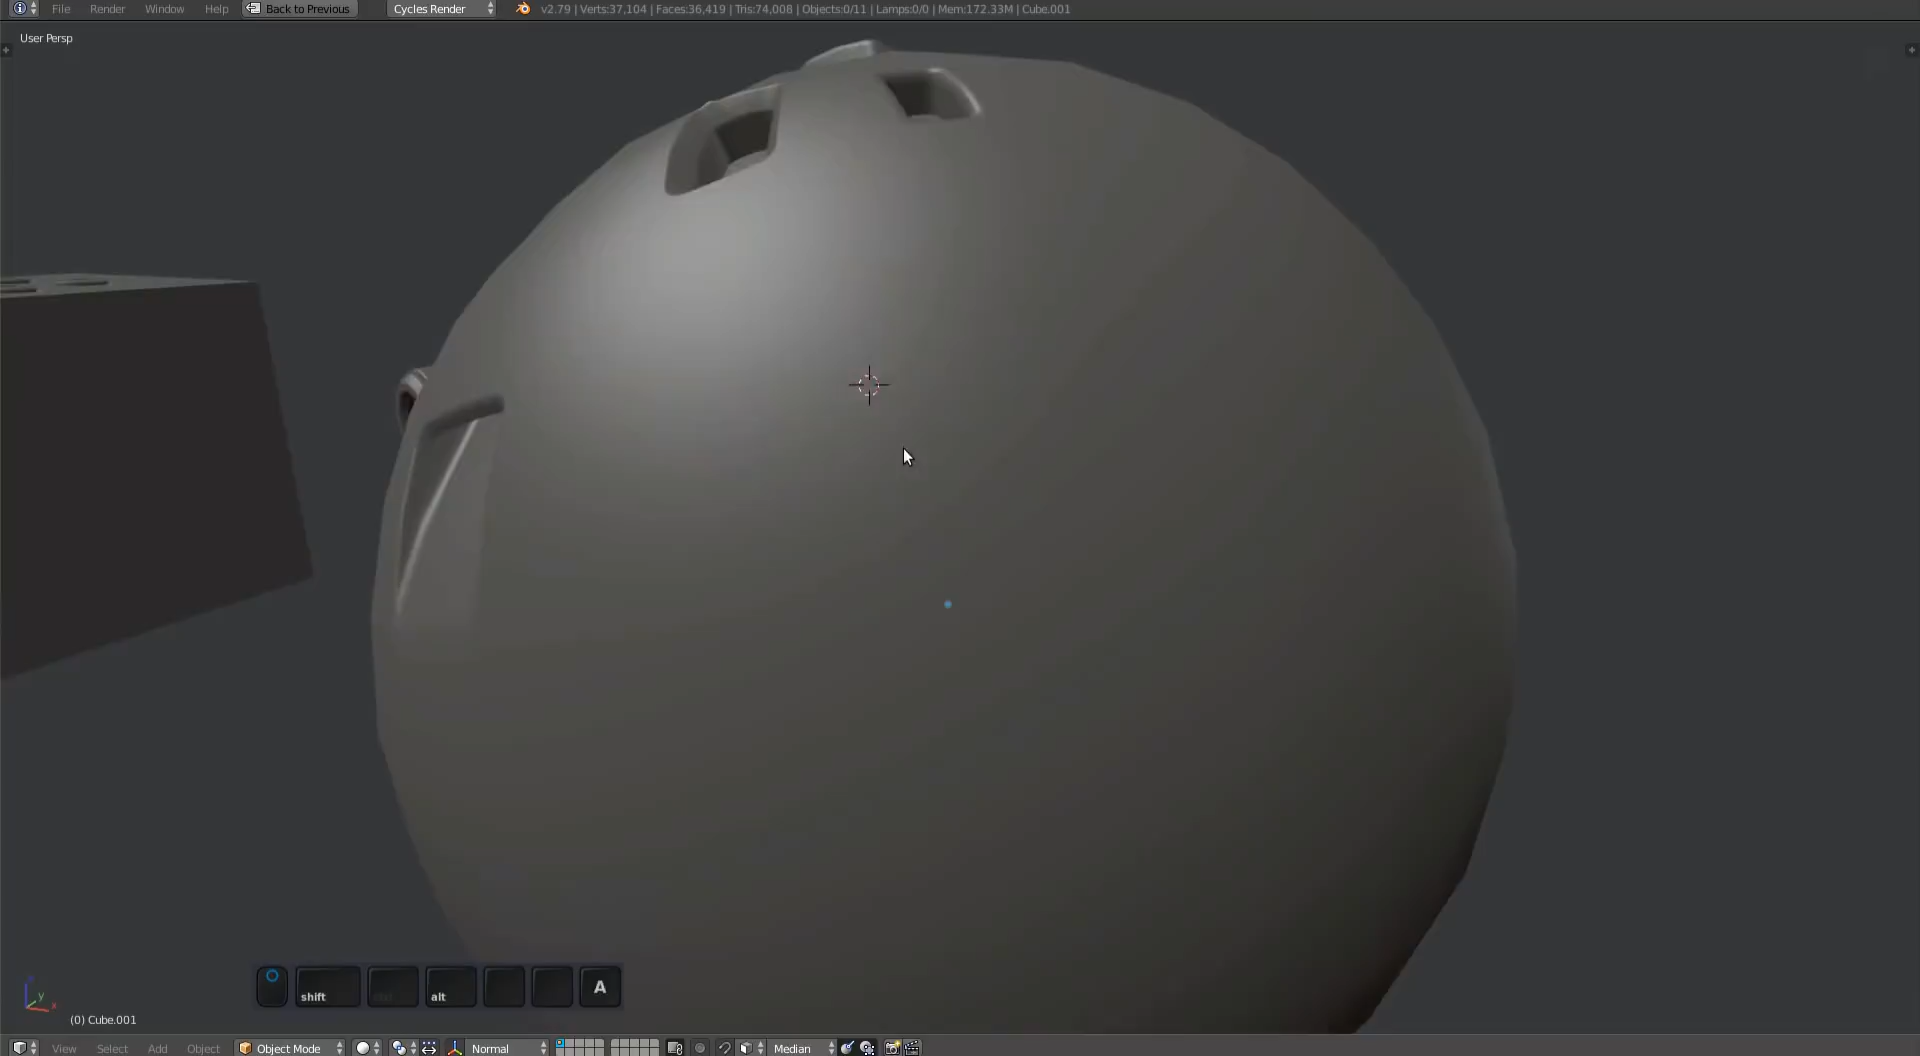 File Render Window Help Back to Previous Cycles Render v2.79 | Verts:37,104 | Faces:36,419 | Tris:74,008 | Objects:0/11 | Lamps:0/0 | Mem:172.33M | Cube.001
User Persp
shift alt A
y x
(0) Cube.001
View Select Add Object Object Mode Normal Median